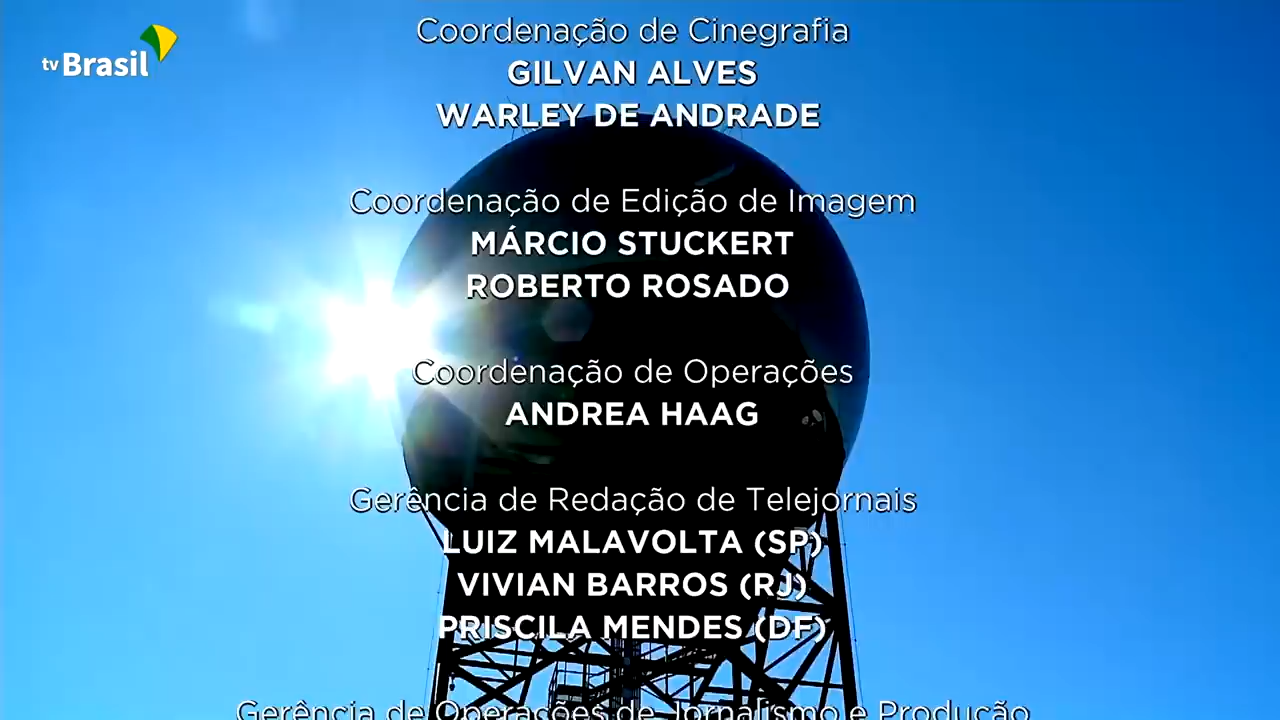 tv Brasil
Coordenação de Cinegrafia
GILVAN ALVES
WARLEY DE ANDRADE
Coordenação de Edição de Imagem
MÁRCIO STUCKERT
ROBERTO ROSADO
Coordenação de Operações
ANDREA HAAG
Gerência de Redação de Telejornais
LUIZ MALAVOLTA (SP)
VIVIAN BARROS (RJ)
PRISCILA MENDES (DF)
Gerência de Operações de Jornalismo e Produção